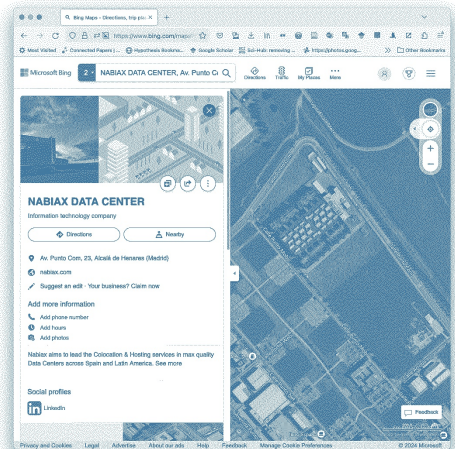 Bing Maps - Directions, trip pla
https://www.bing.com/maps
Most Visited
Connected Papers |
Hypothesis Bookma...
Google Scholar
Sci-Hub: removing ...
https://photos.goog...
Other Bookmarks
Microsoft Bing
2
NABIAX DATA CENTER, Av. Punto Co
Directions
Traffic
My Places
More
NABIAX DATA CENTER
Information technology company
Directions
Nearby
Av. Punto Com, 23, Alcalá de Henares (Madrid)
nabiax.com
Suggest an edit · Your business? Claim now
Add more information
Add phone number
Add hours
Add photos
Nabiax aims to lead the Colocation & Hosting services in max quality
Data Centers across Spain and Latin America. See more
Social profiles
in LinkedIn
Feedback
Privacy and Cookies
Legal
Advertise
About our ads
Help
Feedback
Manage Cookie Preferences
© 2024 Microsoft